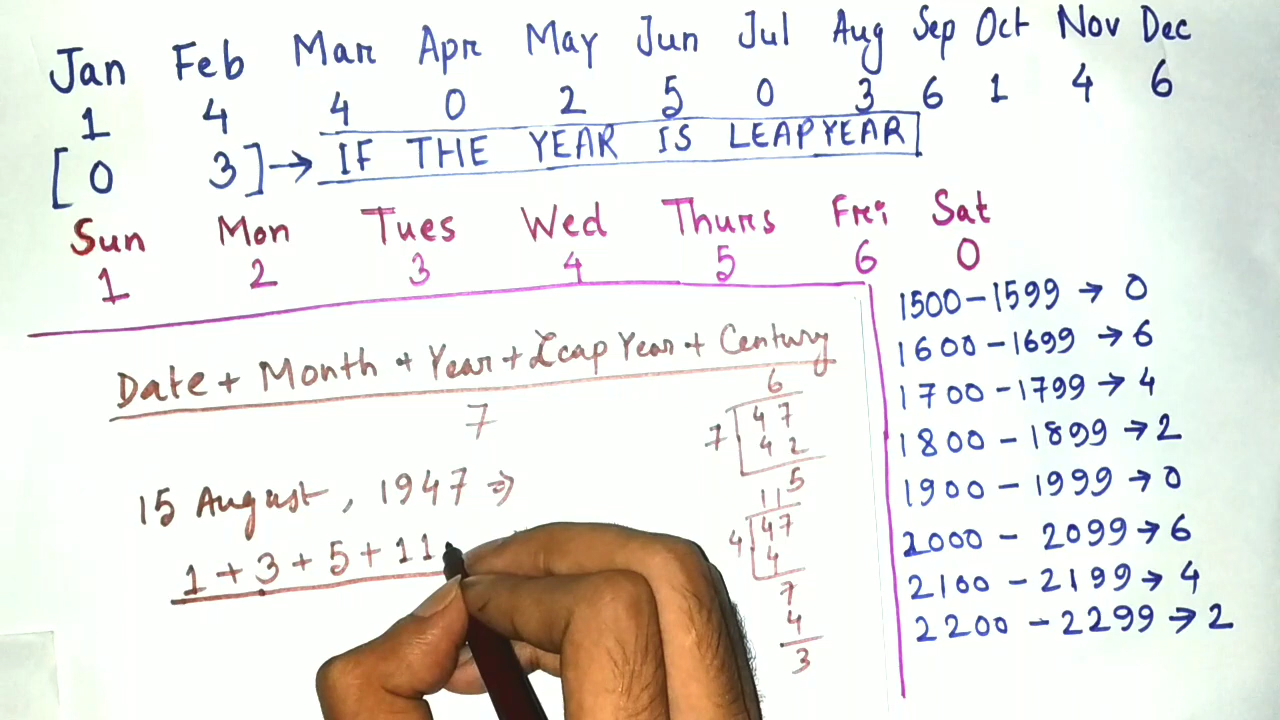 Jan Feb Mar Apr May Jun Jul Aug Sep Oct Nov Dec
1 4 4 0 2 5 0 3 6 1 4 6
[0 3] → IF THE YEAR IS LEAPYEAR
Sun Mon Tues Wed Thurs Fri Sat
1 2 3 4 5 6 0
Date + Month + Year + Leap Year + Century
7
15 August, 1947 ⇒
1 + 3 + 5 + 11
6
7 47
42
5
11
4 47
4
7
4
3
1500 - 1599 → 0
1600 - 1699 → 6
1700 - 1799 → 4
1800 - 1899 → 2
1900 - 1999 → 0
2000 - 2099 → 6
2100 - 2199 → 4
2200 - 2299 → 2